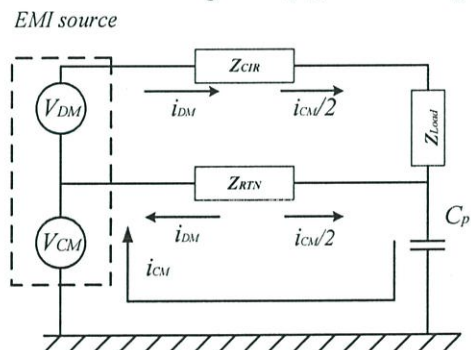 EMI source
Z_CIR
V_DM
i_DM
i_CM/2
Z_Load
Z_RTN
C_p
V_CM
i_DM
i_CM/2
i_CM